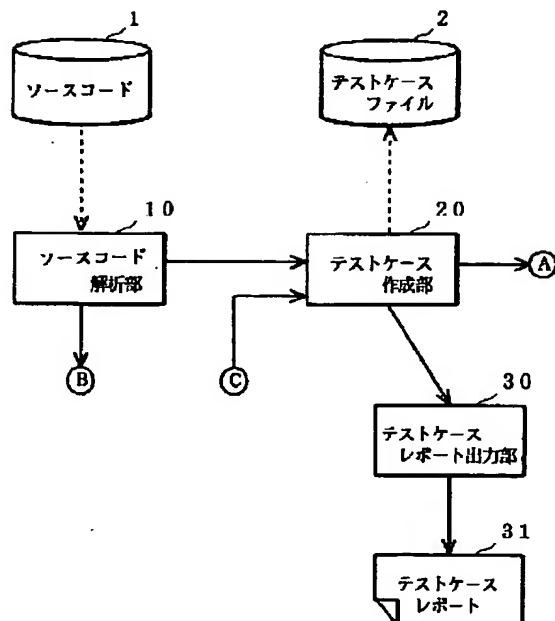 1
2
ソースコード
テストケース
ファイル
10
20
ソースコード
解析部
テストケース
作成部
A
B
C
30
テストケース
レポート出力部
31
テストケース
レポート